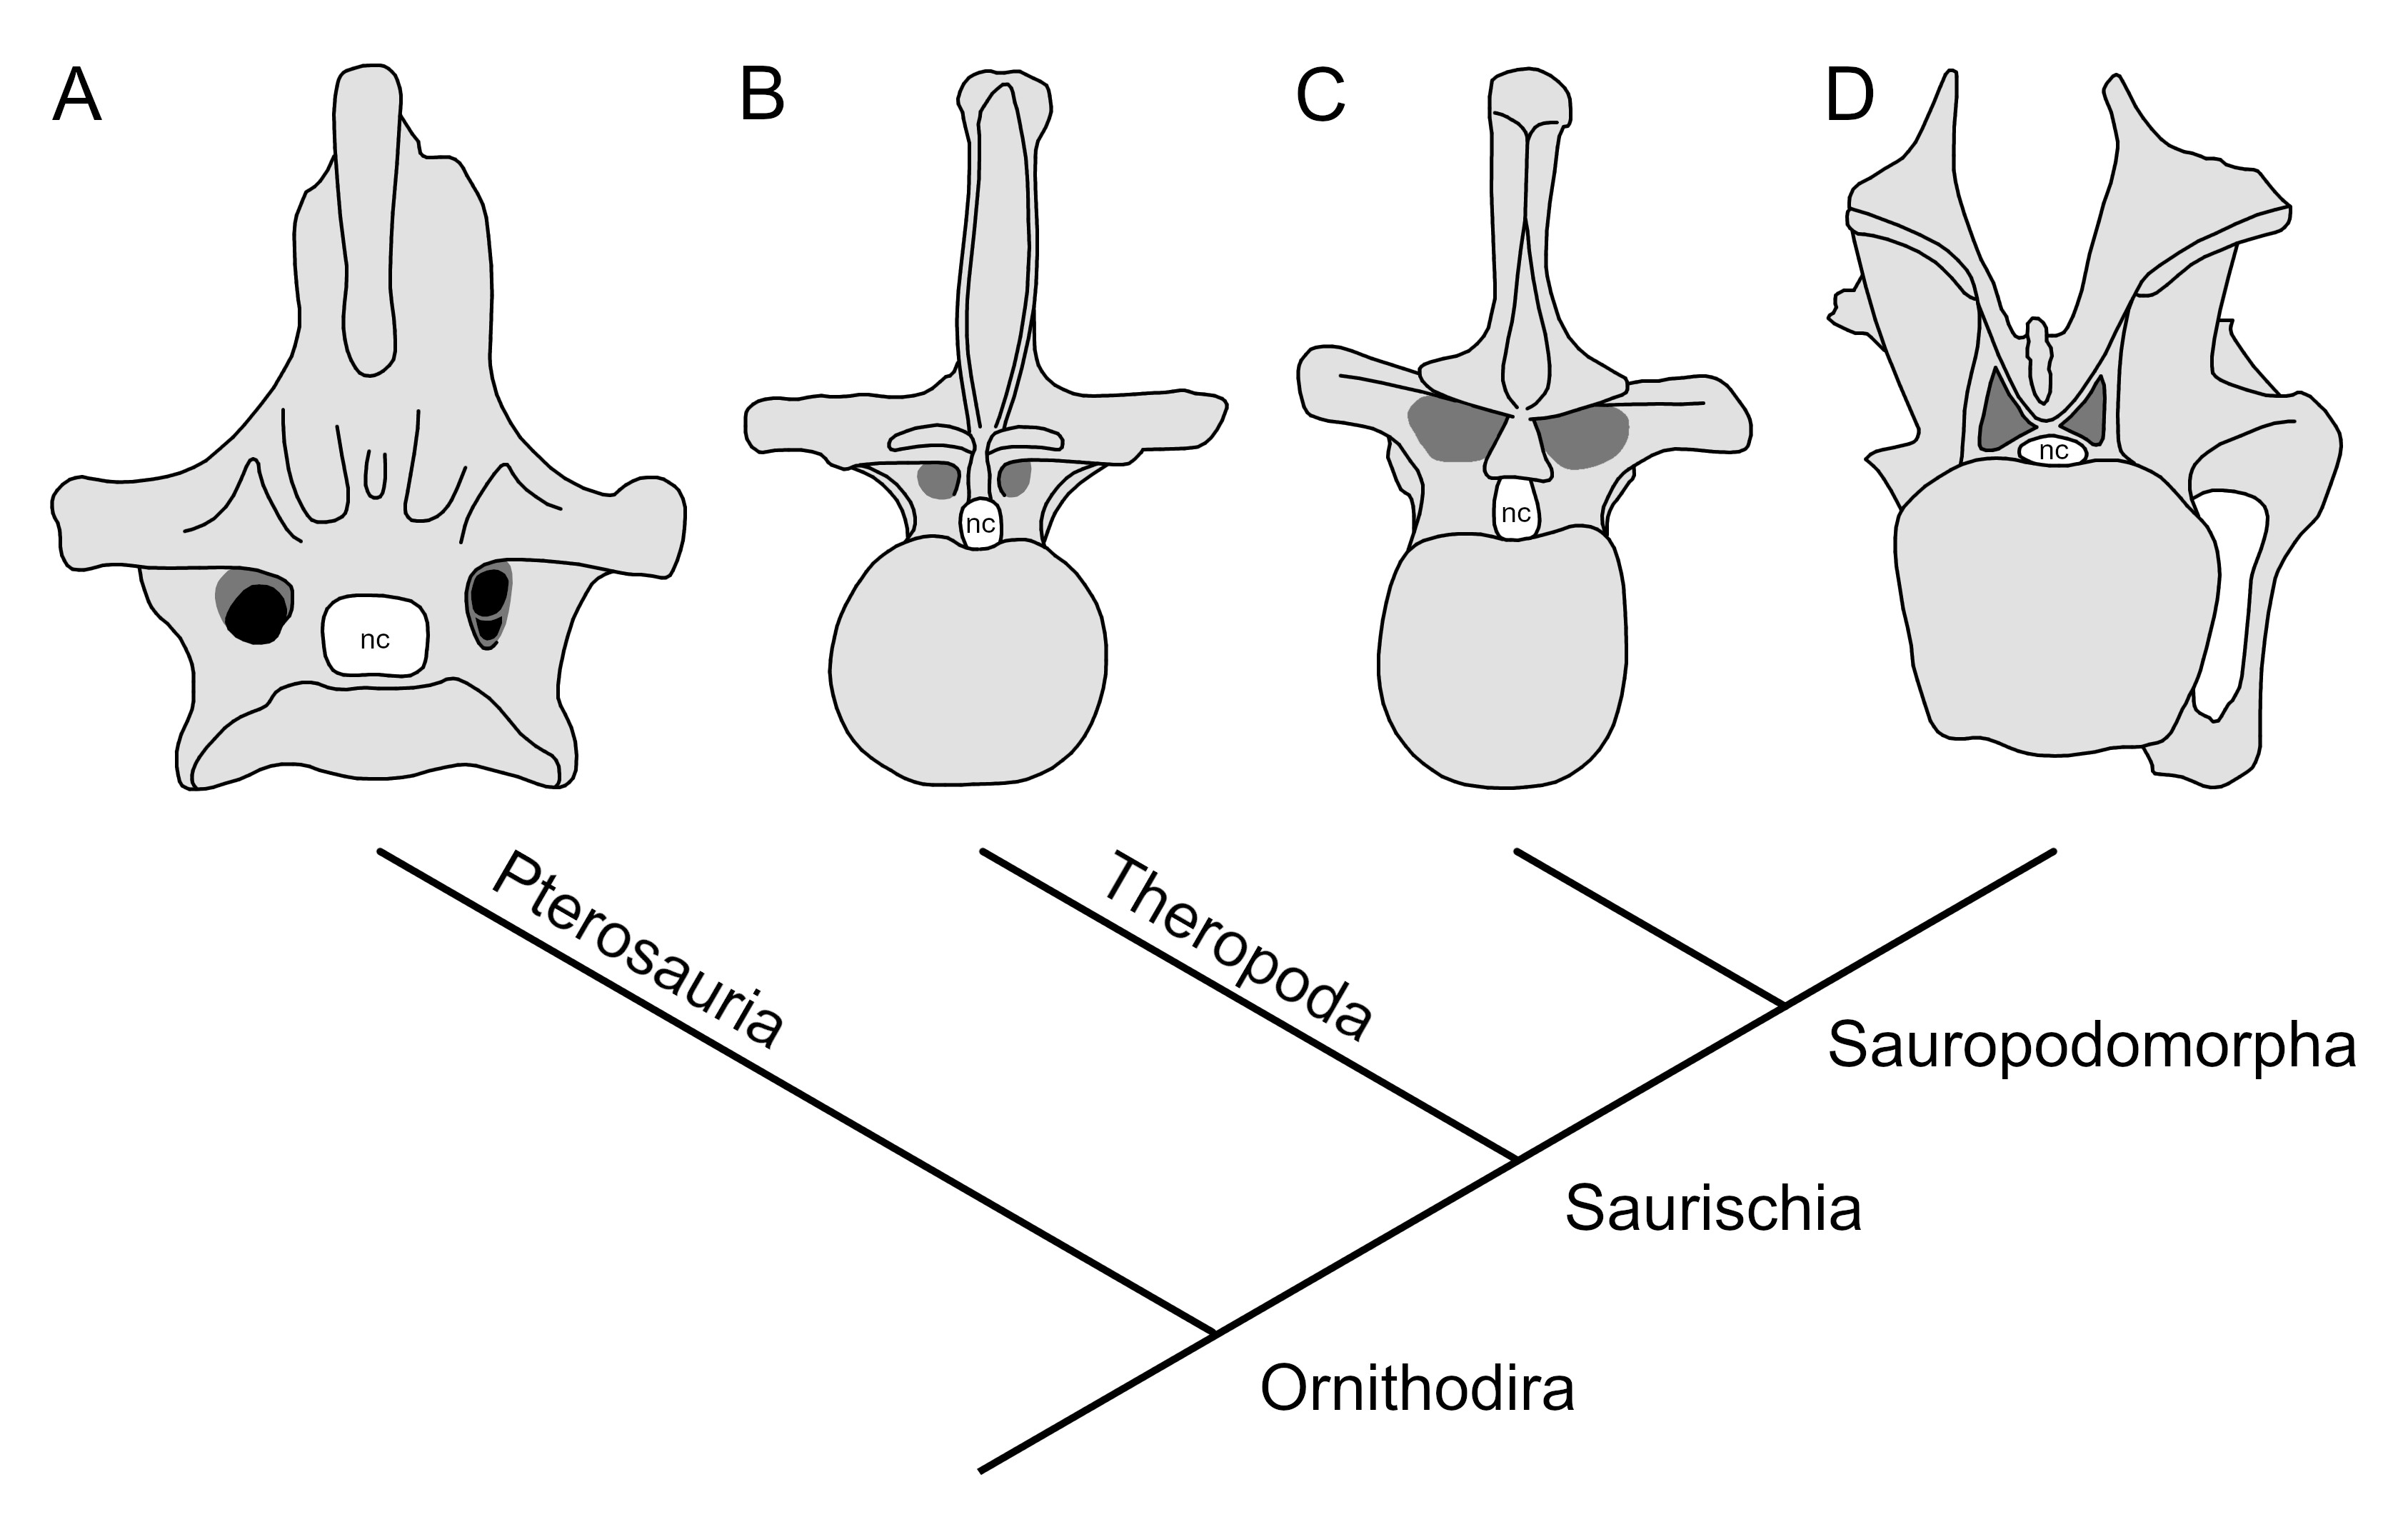 A
B
C
D
nc
nc
nc
nc
Pterosauria
Theropoda
Sauropodomorpha
Saurischia
Ornithodira